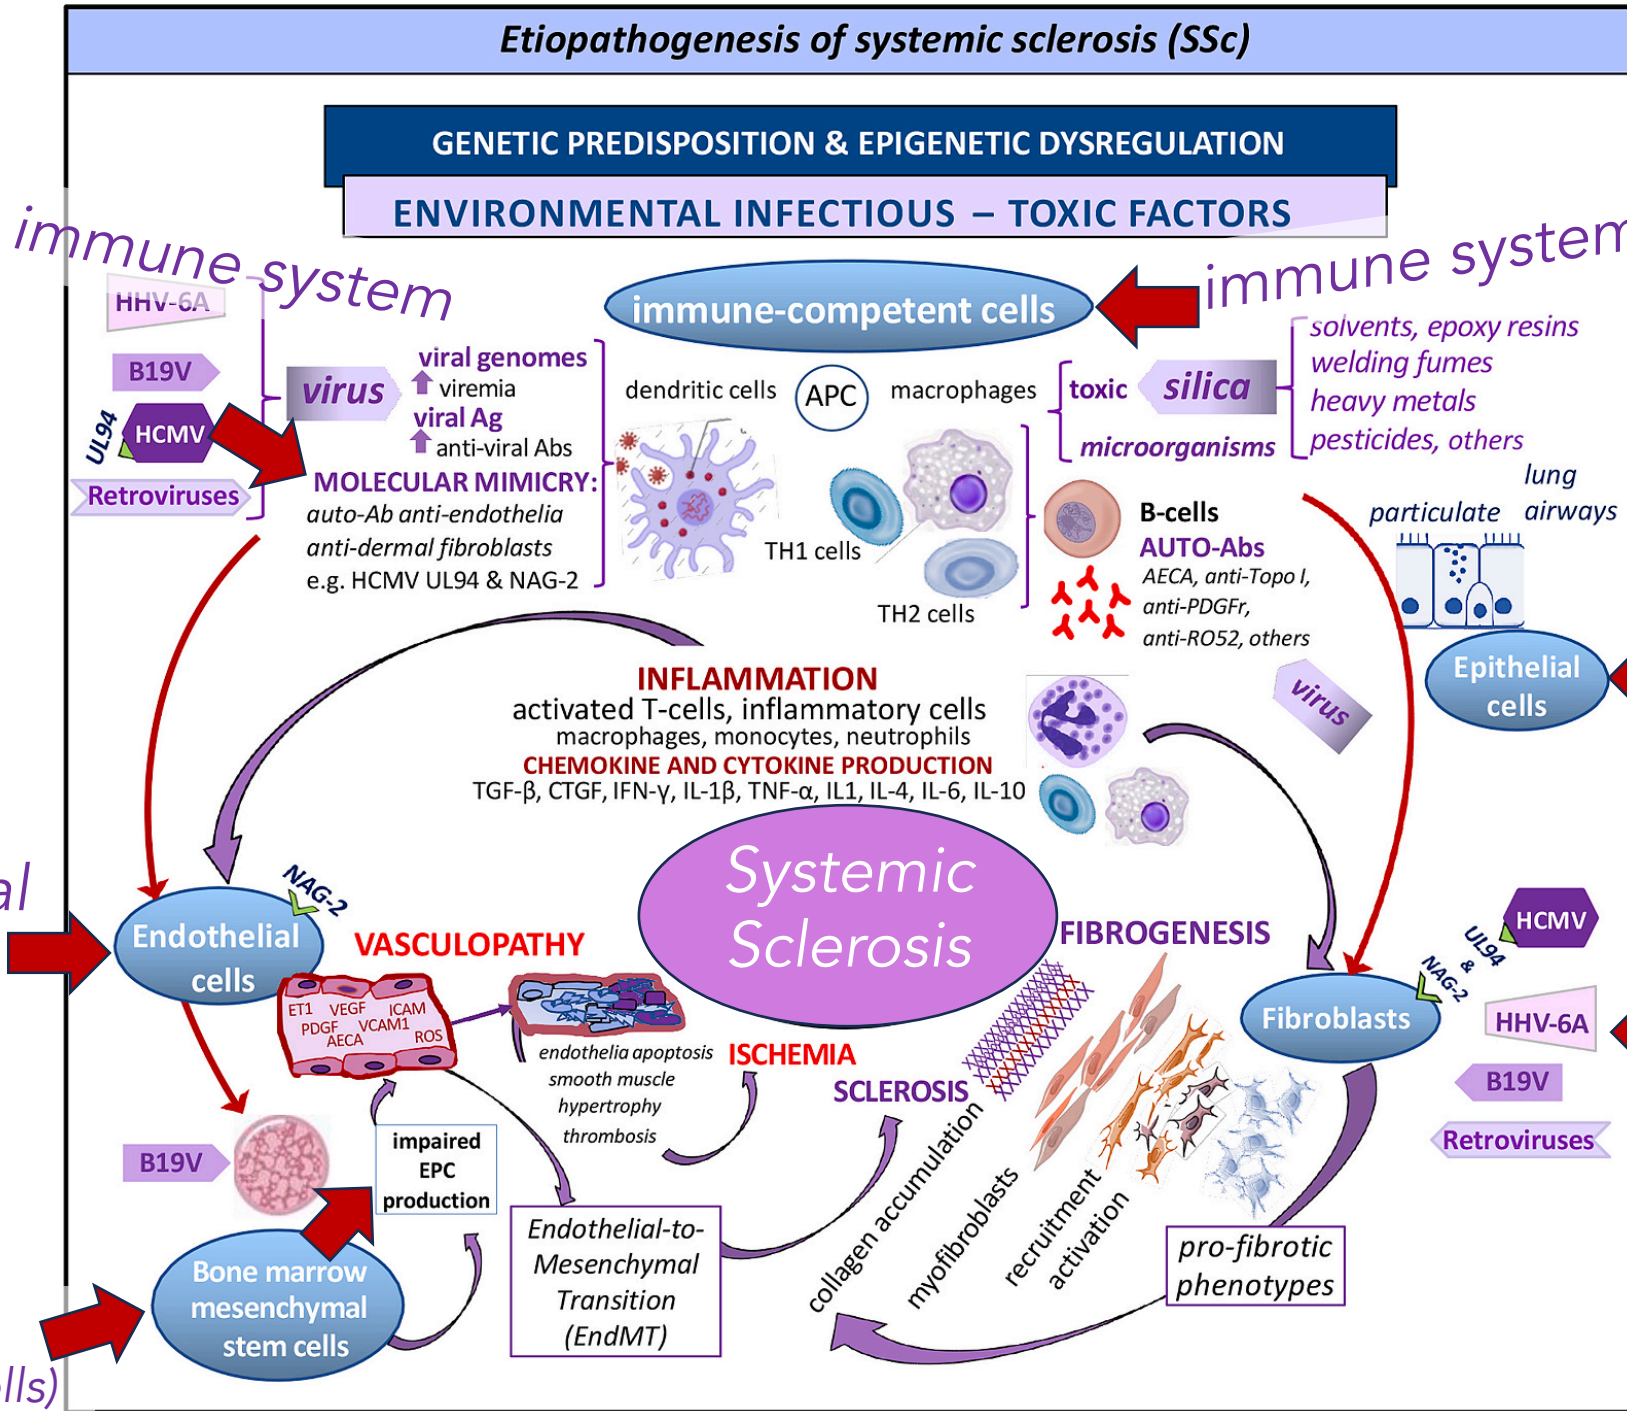 Etiopathogenesis of systemic sclerosis (SSc)
GENETIC PREDISPOSITION & EPIGENETIC DYSREGULATION
ENVIRONMENTAL INFECTIOUS – TOXIC FACTORS
immune system
immune system
HHV-6A
B19V
UL94
HCMV
Retroviruses
virus
viral genomes
viremia
viral Ag
anti-viral Abs
MOLECULAR MIMICRY:
auto-Ab anti-endothelia
anti-dermal fibroblasts
e.g. HCMV UL94 & NAG-2
immune-competent cells
dendritic cells
APC
macrophages
TH1 cells
TH2 cells
toxic
silica
microorganisms
solvents, epoxy resins
welding fumes
heavy metals
pesticides, others
B-cells
AUTO-Abs
AECA, anti-Topo I,
anti-PDGFr,
anti-RO52, others
lung
particulate airways
Epithelial
cells
virus
INFLAMMATION
activated T-cells, inflammatory cells
macrophages, monocytes, neutrophils
CHEMOKINE AND CYTOKINE PRODUCTION
TGF-β, CTGF, IFN-γ, IL-1β, TNF-α, IL1, IL-4, IL-6, IL-10
Systemic
Sclerosis
al
NAG-2
Endothelial
cells
VASCULOPATHY
ET1 VEGF ICAM
PDGF VCAM1
AECA ROS
endothelia apoptosis
smooth muscle
hypertrophy
thrombosis
ISCHEMIA
SCLEROSIS
FIBROGENESIS
Fibroblasts
HCMV
UL94
&
NAG-2
HHV-6A
B19V
Retroviruses
B19V
impaired
EPC
production
Bone marrow
mesenchymal
stem cells
lls)
Endothelial-to-
Mesenchymal
Transition
(EndMT)
collagen accumulation
myofibroblasts
recruitment
activation
pro-fibrotic
phenotypes